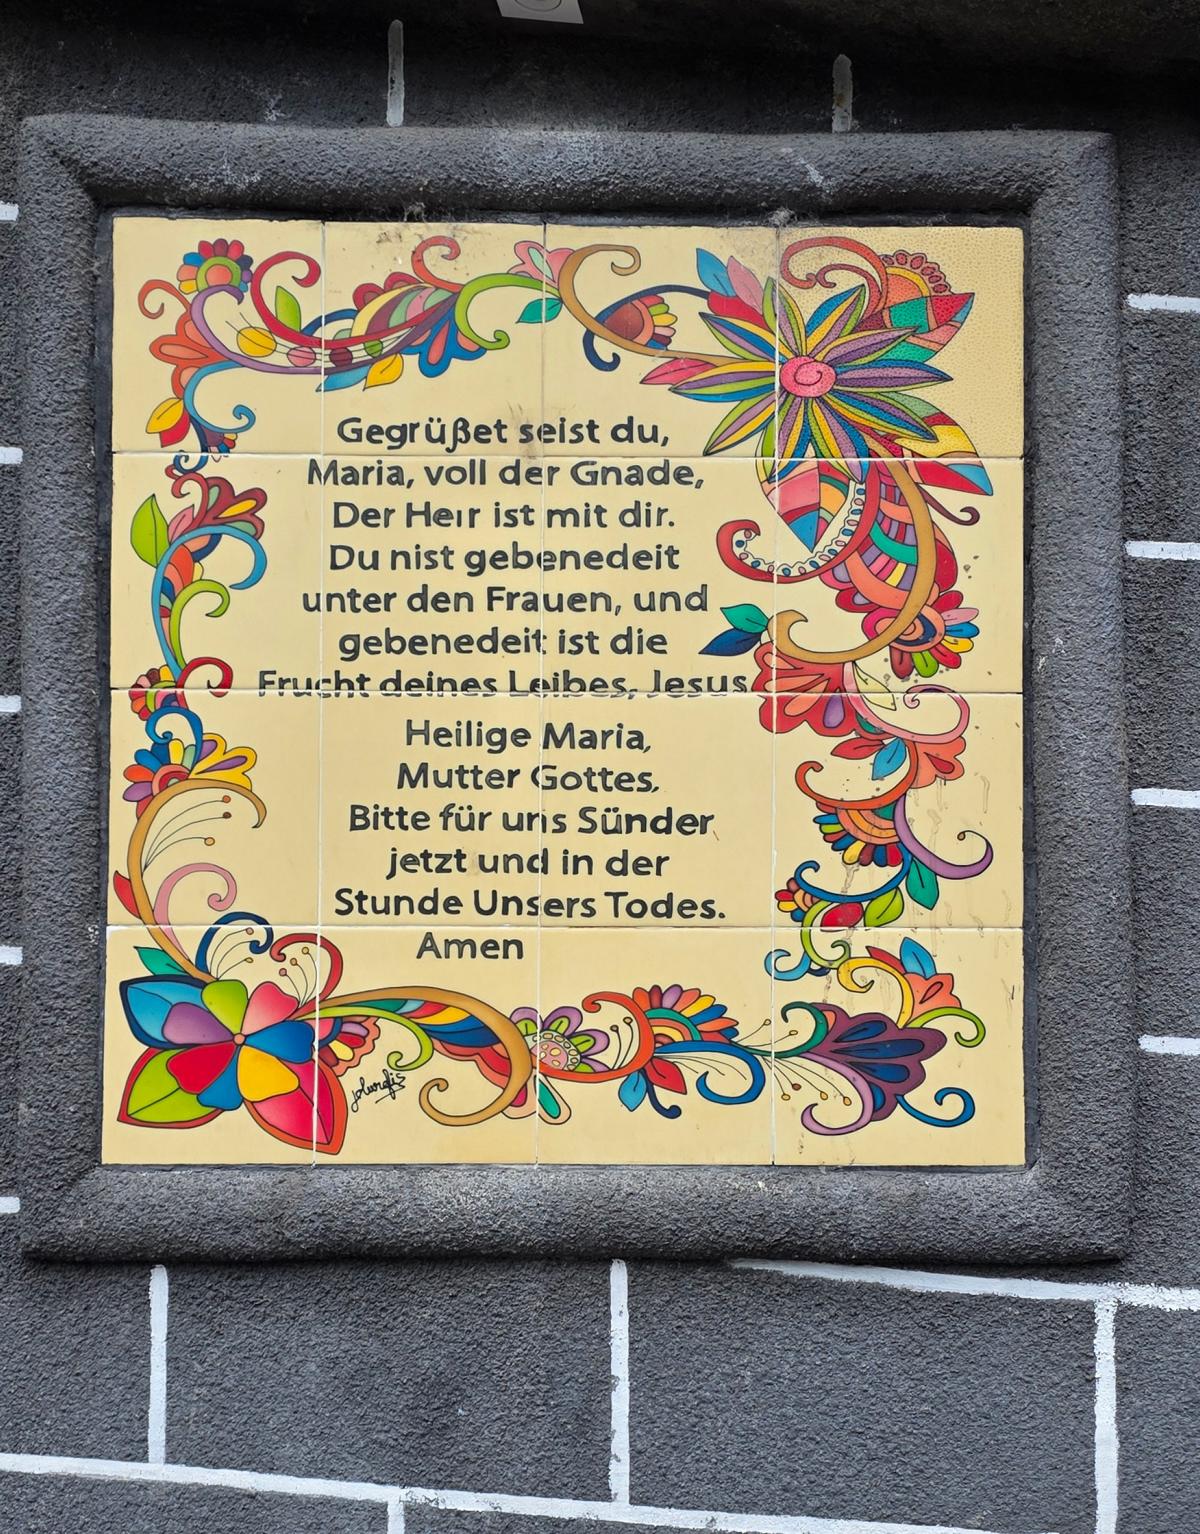 Gegrüßet seist du,
Maria, voll der Gnade,
Der Herr ist mit dir.
Du nist gebenedeit
unter den Frauen, und
gebenedeit ist die
Frucht deines Leibes, Jesus
Heilige Maria,
Mutter Gottes,
Bitte für uns Sünder
jetzt und in der
Stunde Unsers Todes.
Amen